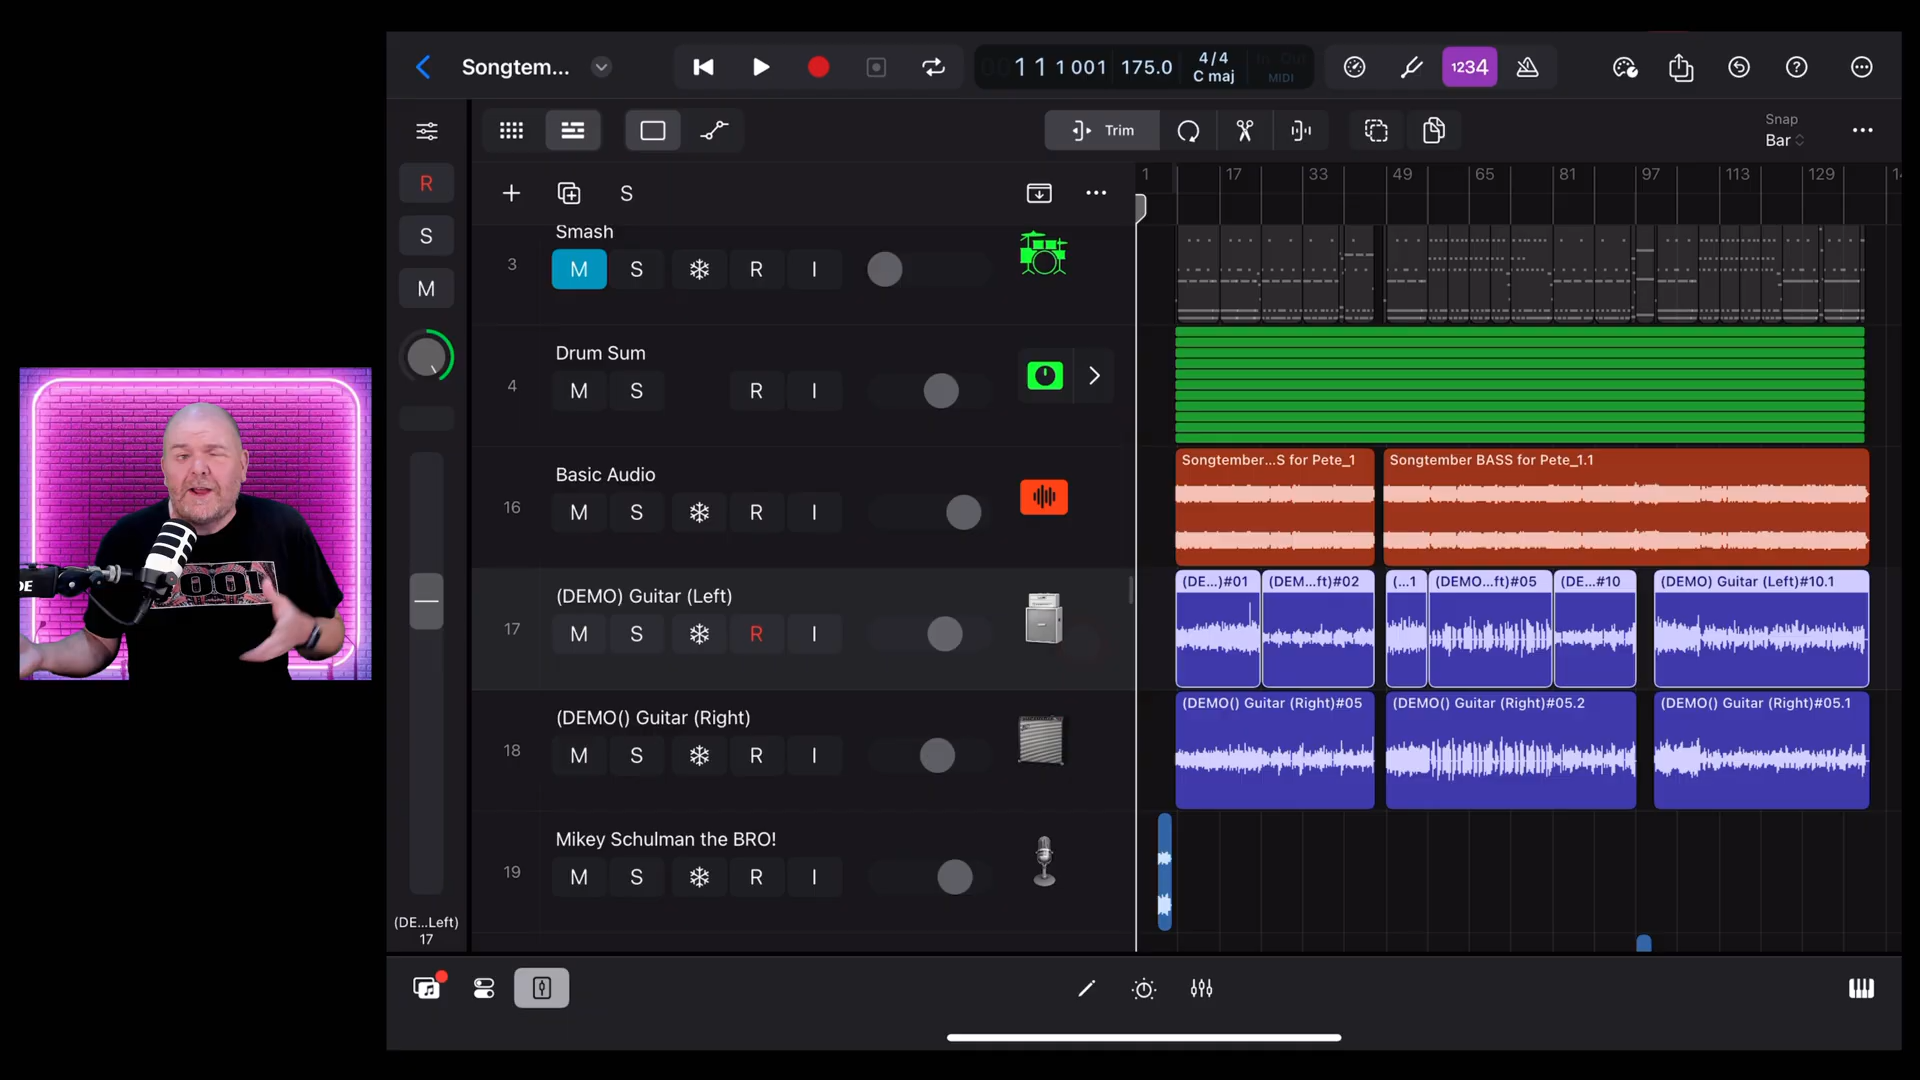 Songtem...
1 1 1 001
175.0
4/4
C maj
In Out
MIDI
1234
Trim
Snap
Bar
R
S
M
S
1 17 33 49 65 81 97 113 129
Smash
3
M S R I
Drum Sum
4
M S R I
Basic Audio
16
M S R I
Songtember...S for Pete_1
Songtember BASS for Pete_1.1
(DEMO) Guitar (Left)
17
M S R I
(DE...)#01
(DEM...ft)#02
(...1
(DEMO...ft)#05
(DE...#10
(DEMO) Guitar (Left)#10.1
(DEMO() Guitar (Right)
18
M S R I
(DEMO() Guitar (Right)#05
(DEMO() Guitar (Right)#05.2
(DEMO() Guitar (Right)#05.1
Mikey Schulman the BRO!
19
M S R I
(DE...Left)
17